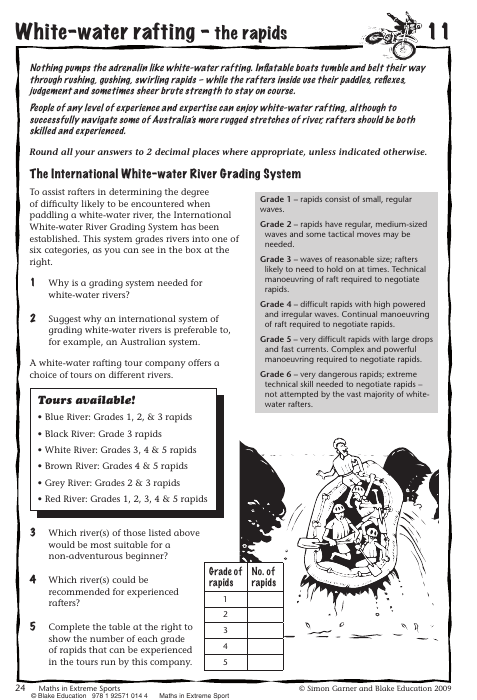 White-water rafting – the rapids
11
Nothing pumps the adrenalin like white-water rafting. Inflatable boats tumble and belt their way
through rushing, gushing, swirling rapids – while the rafters inside use their paddles, reflexes,
judgement and sometimes sheer brute strength to stay on course.
People of any level of experience and expertise can enjoy white-water rafting, although to
successfully navigate some of Australia's more rugged stretches of river, rafters should be both
skilled and experienced.
Round all your answers to 2 decimal places where appropriate, unless indicated otherwise.
The International White-water River Grading System
To assist rafters in determining the degree
of difficulty likely to be encountered when
paddling a white-water river, the International
White-water River Grading System has been
established. This system grades rivers into one of
six categories, as you can see in the box at the
right.
1 Why is a grading system needed for
white-water rivers?
2 Suggest why an international system of
grading white-water rivers is preferable to,
for example, an Australian system.
A white-water rafting tour company offers a
choice of tours on different rivers.
Grade 1 – rapids consist of small, regular
waves.
Grade 2 – rapids have regular, medium-sized
waves and some tactical moves may be
needed.
Grade 3 – waves of reasonable size; rafters
likely to need to hold on at times. Technical
manoeuvring of raft required to negotiate
rapids.
Grade 4 – difficult rapids with high powered
and irregular waves. Continual manoeuvring
of raft required to negotiate rapids.
Grade 5 – very difficult rapids with large drops
and fast currents. Complex and powerful
manoeuvring required to negotiate rapids.
Grade 6 – very dangerous rapids; extreme
technical skill needed to negotiate rapids –
not attempted by the vast majority of white-
water rafters.
Tours available!
• Blue River: Grades 1, 2, & 3 rapids
• Black River: Grade 3 rapids
• White River: Grades 3, 4 & 5 rapids
• Brown River: Grades 4 & 5 rapids
• Grey River: Grades 2 & 3 rapids
• Red River: Grades 1, 2, 3, 4 & 5 rapids
3 Which river(s) of those listed above
would be most suitable for a
non-adventurous beginner?
4 Which river(s) could be
recommended for experienced
rafters?
5 Complete the table at the right to
show the number of each grade
of rapids that can be experienced
in the tours run by this company.
Grade of No. of
rapids rapids
1
2
3
4
5
24 Maths in Extreme Sports
© Simon Garner and Blake Education 2009
© Blake Education 978 1 92571 014 4 Maths in Extreme Sport